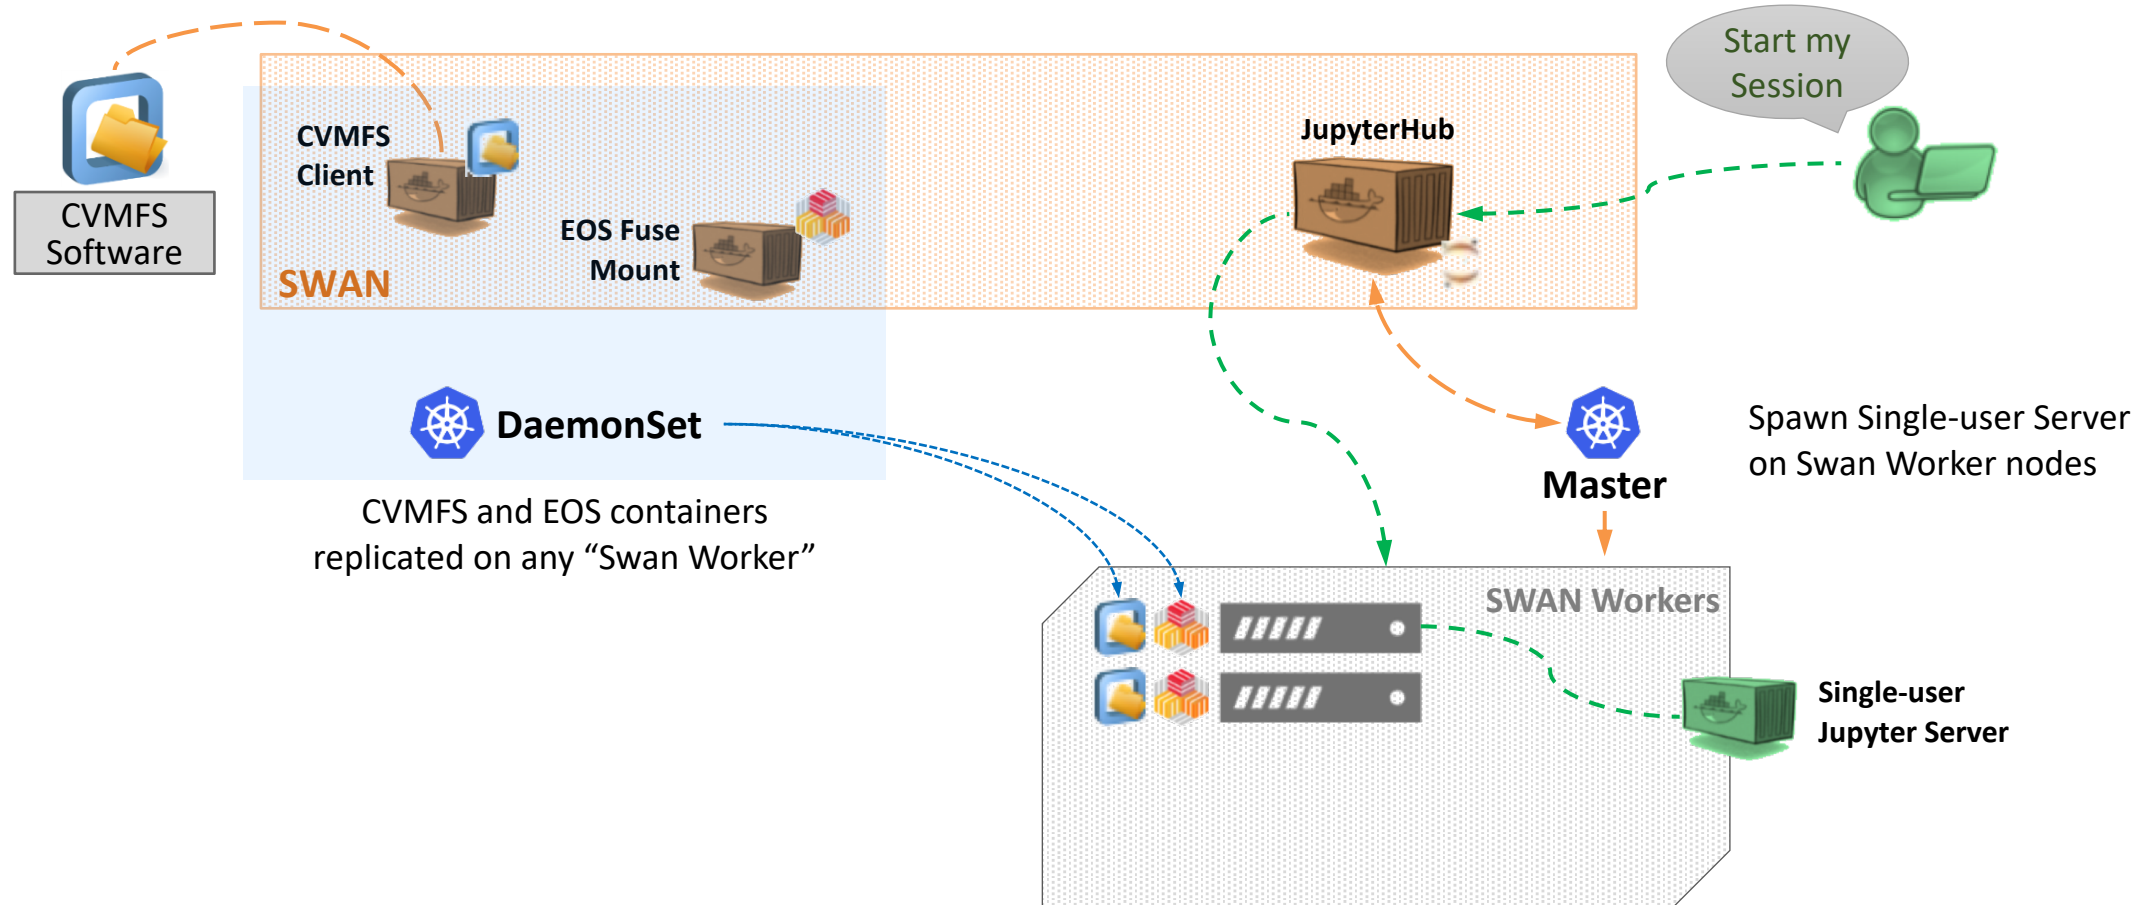 Start my
Session
CVMFS
Client
JupyterHub
CVMFS
Software
EOS Fuse
Mount
SWAN
DaemonSet
Spawn Single-user Server
on Swan Worker nodes
Master
CVMFS and EOS containers
replicated on any “Swan Worker”
SWAN Workers
Single-user
Jupyter Server